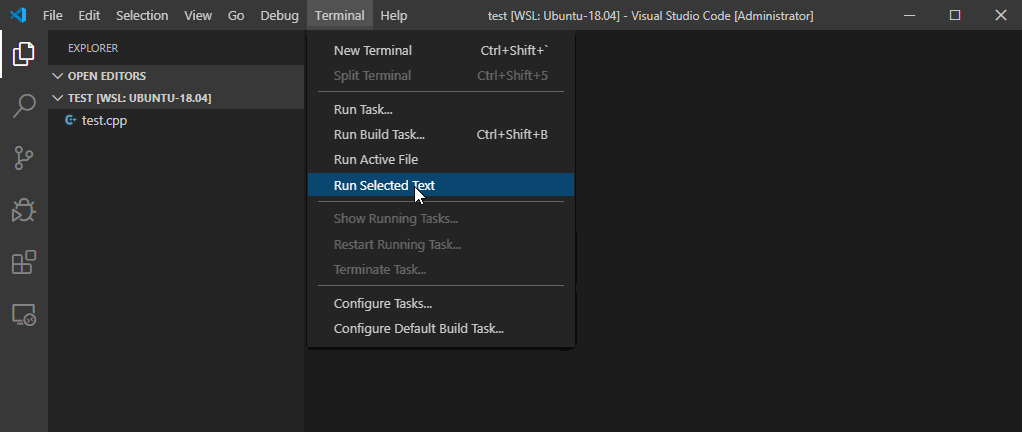 File Edit Selection View Go Debug Terminal Help test [WSL: Ubuntu-18.04] - Visual Studio Code [Administrator]
EXPLORER
OPEN EDITORS
TEST [WSL: UBUNTU-18.04]
test.cpp
New Terminal Ctrl+Shift+`
Split Terminal Ctrl+Shift+5
Run Task...
Run Build Task... Ctrl+Shift+B
Run Active File
Run Selected Text
Show Running Tasks...
Restart Running Task...
Terminate Task...
Configure Tasks...
Configure Default Build Task...